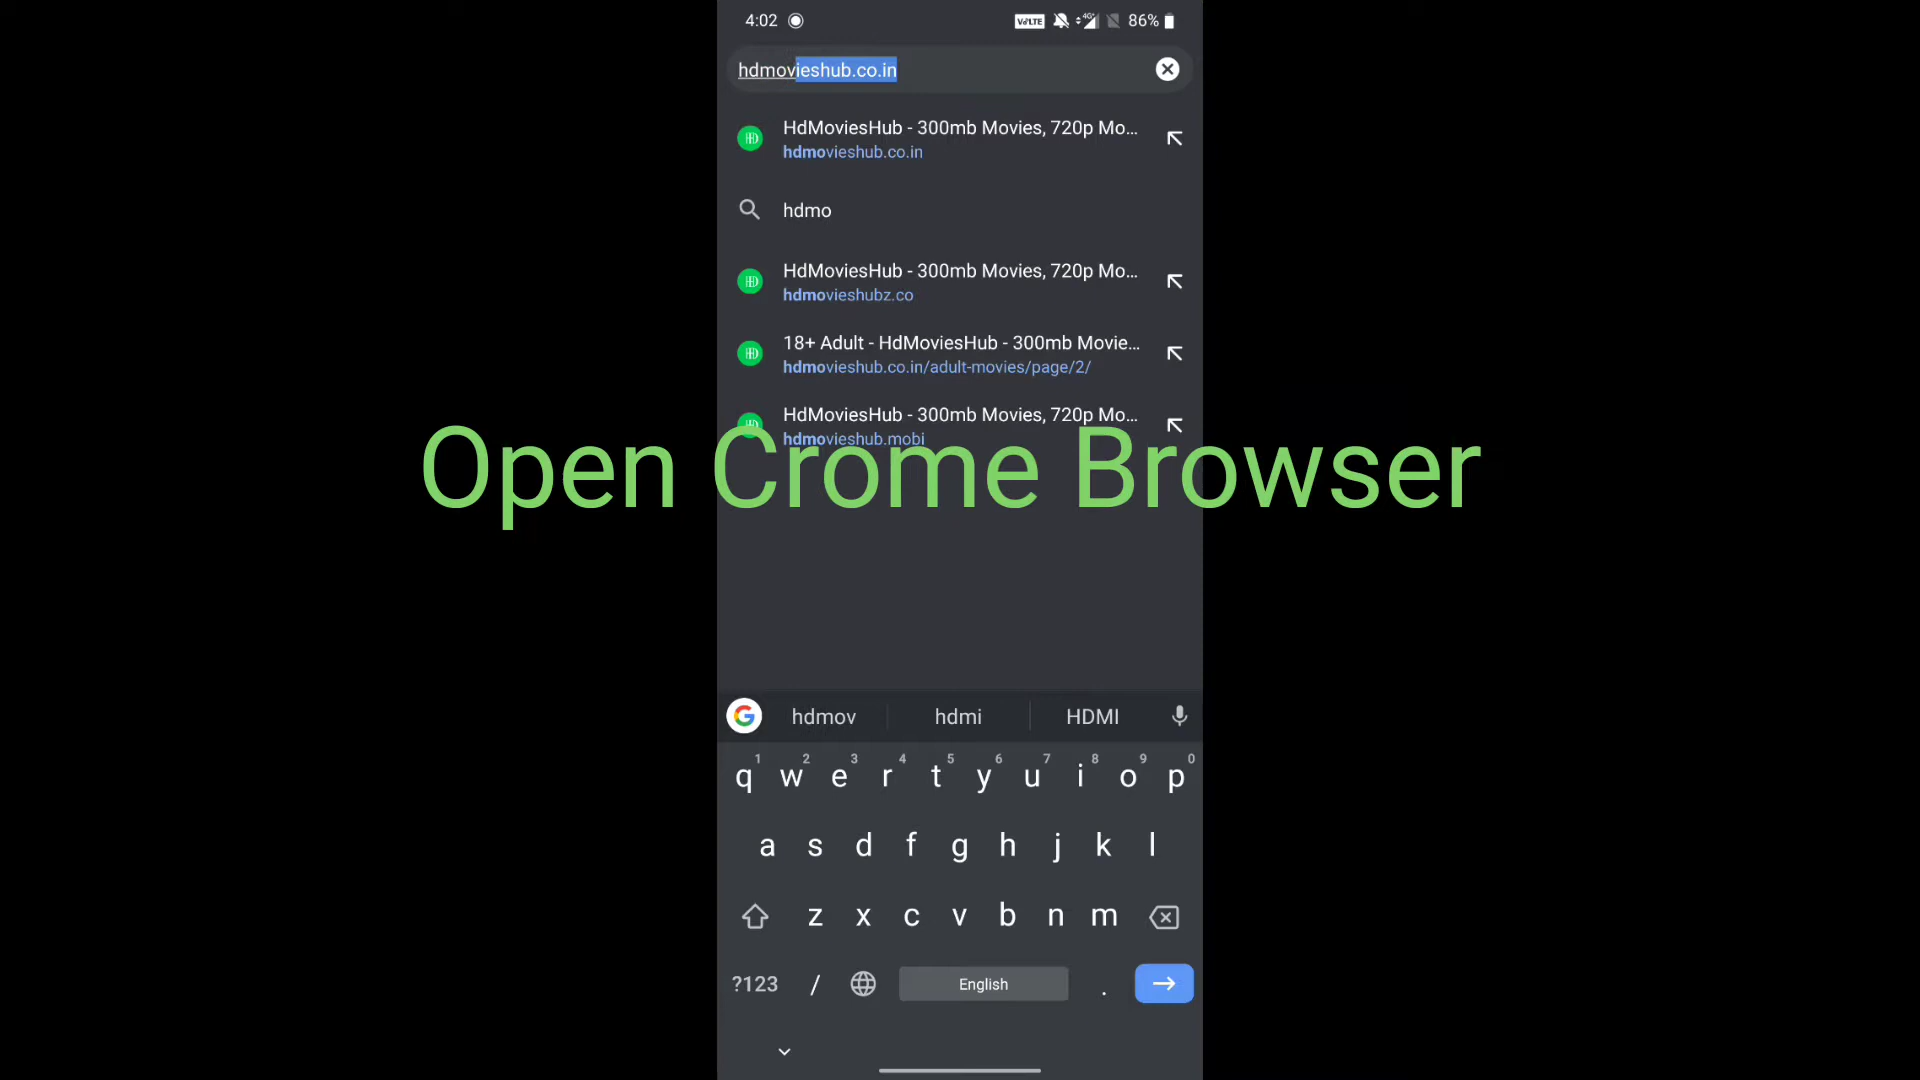 4:02 VoLTE 4G+ 86%
hdmovieshub.co.in
HdMoviesHub - 300mb Movies, 720p Mo...
hdmovieshub.co.in
hdmo
HdMoviesHub - 300mb Movies, 720p Mo...
hdmovieshubz.co
18+ Adult - HdMoviesHub - 300mb Movie...
hdmovieshub.co.in/adult-movies/page/2/
HdMoviesHub - 300mb Movies, 720p Mo...
hdmovieshub.mobi
Open Crome Browser
hdmov hdmi HDMI
1 2 3 4 5 6 7 8 9 0
q w e r t y u i o p
a s d f g h j k l
z x c v b n m
?123 / English .